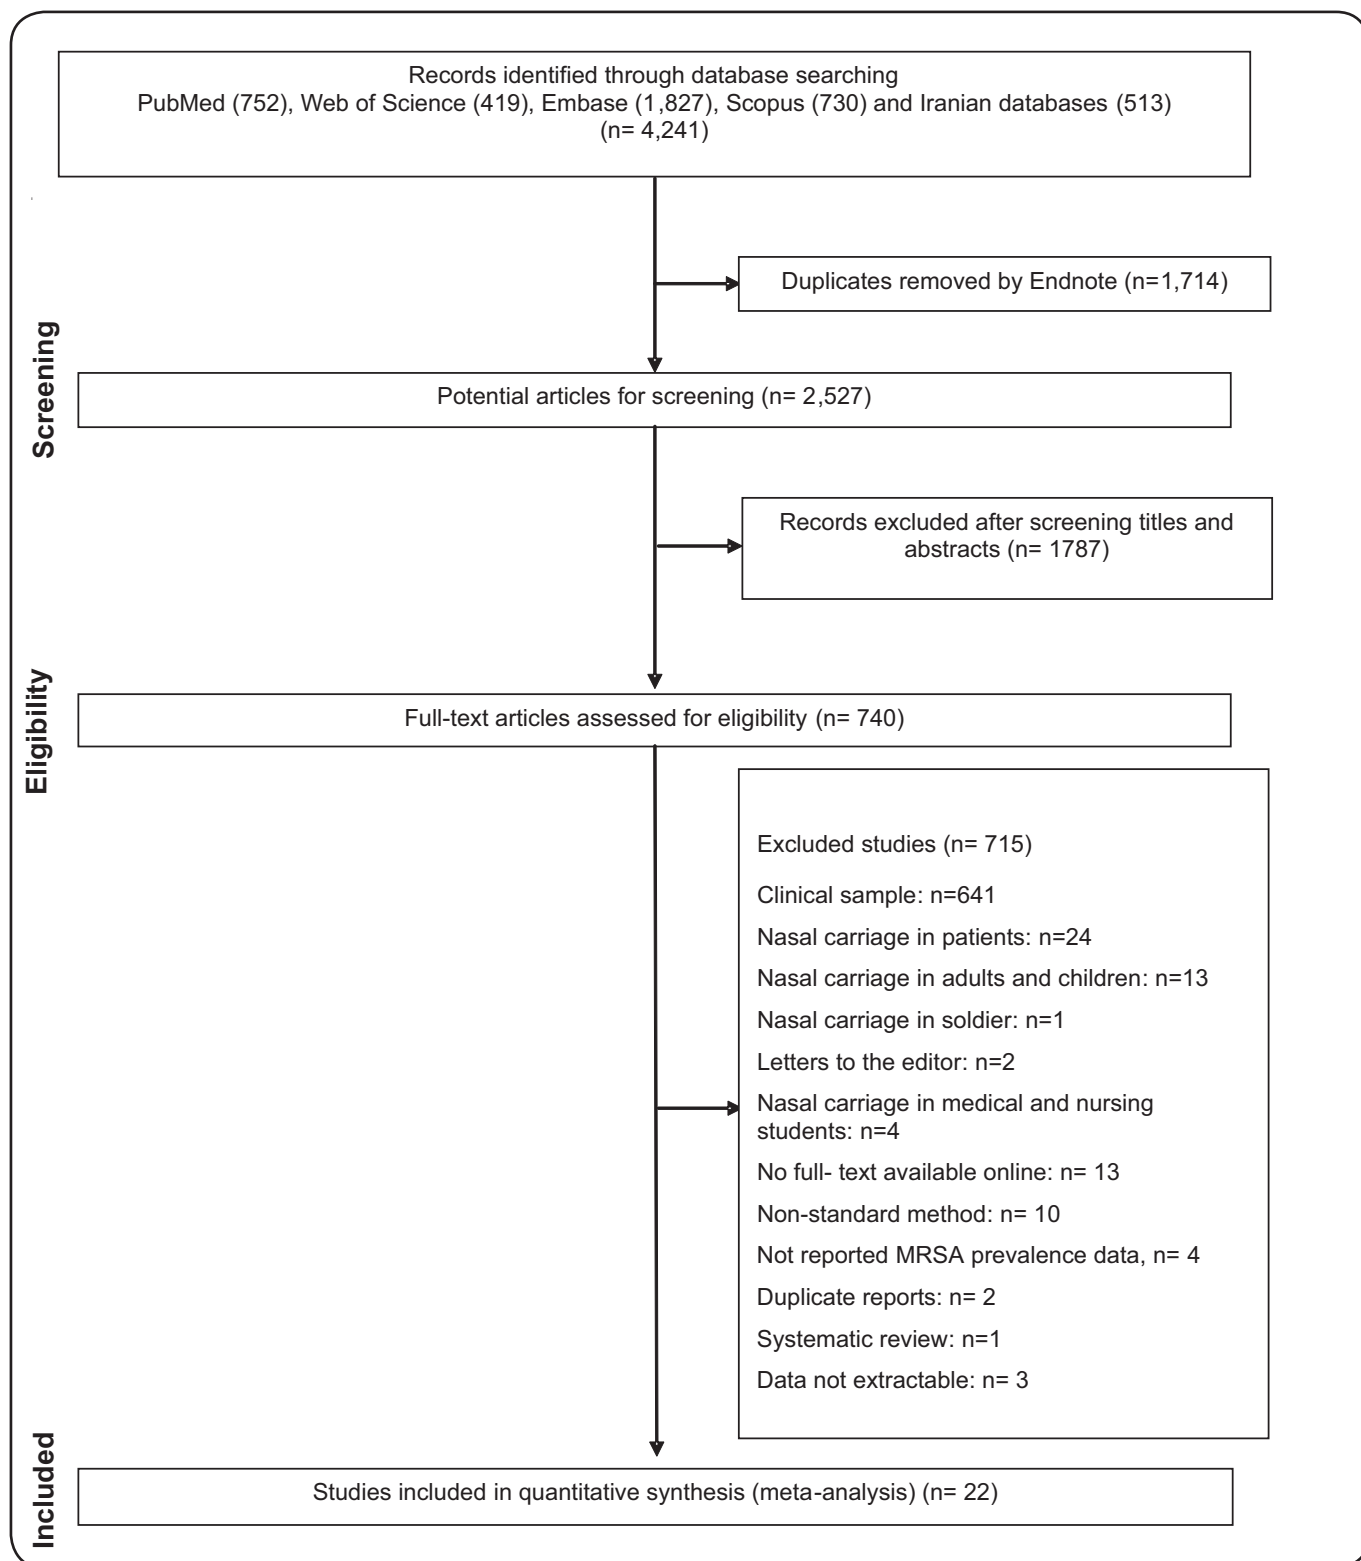 Records identified through database searching
PubMed (752), Web of Science (419), Embase (1,827), Scopus (730) and Iranian databases (513)
(n= 4,241)
Duplicates removed by Endnote (n=1,714)
Screening
Potential articles for screening (n= 2,527)
Records excluded after screening titles and
abstracts (n= 1787)
Eligibility
Full-text articles assessed for eligibility (n= 740)
Excluded studies (n= 715)
Clinical sample: n=641
Nasal carriage in patients: n=24
Nasal carriage in adults and children: n=13
Nasal carriage in soldier: n=1
Letters to the editor: n=2
Nasal carriage in medical and nursing
students: n=4
No full- text available online: n= 13
Non-standard method: n= 10
Not reported MRSA prevalence data, n= 4
Duplicate reports: n= 2
Systematic review: n=1
Data not extractable: n= 3
Included
Studies included in quantitative synthesis (meta-analysis) (n= 22)